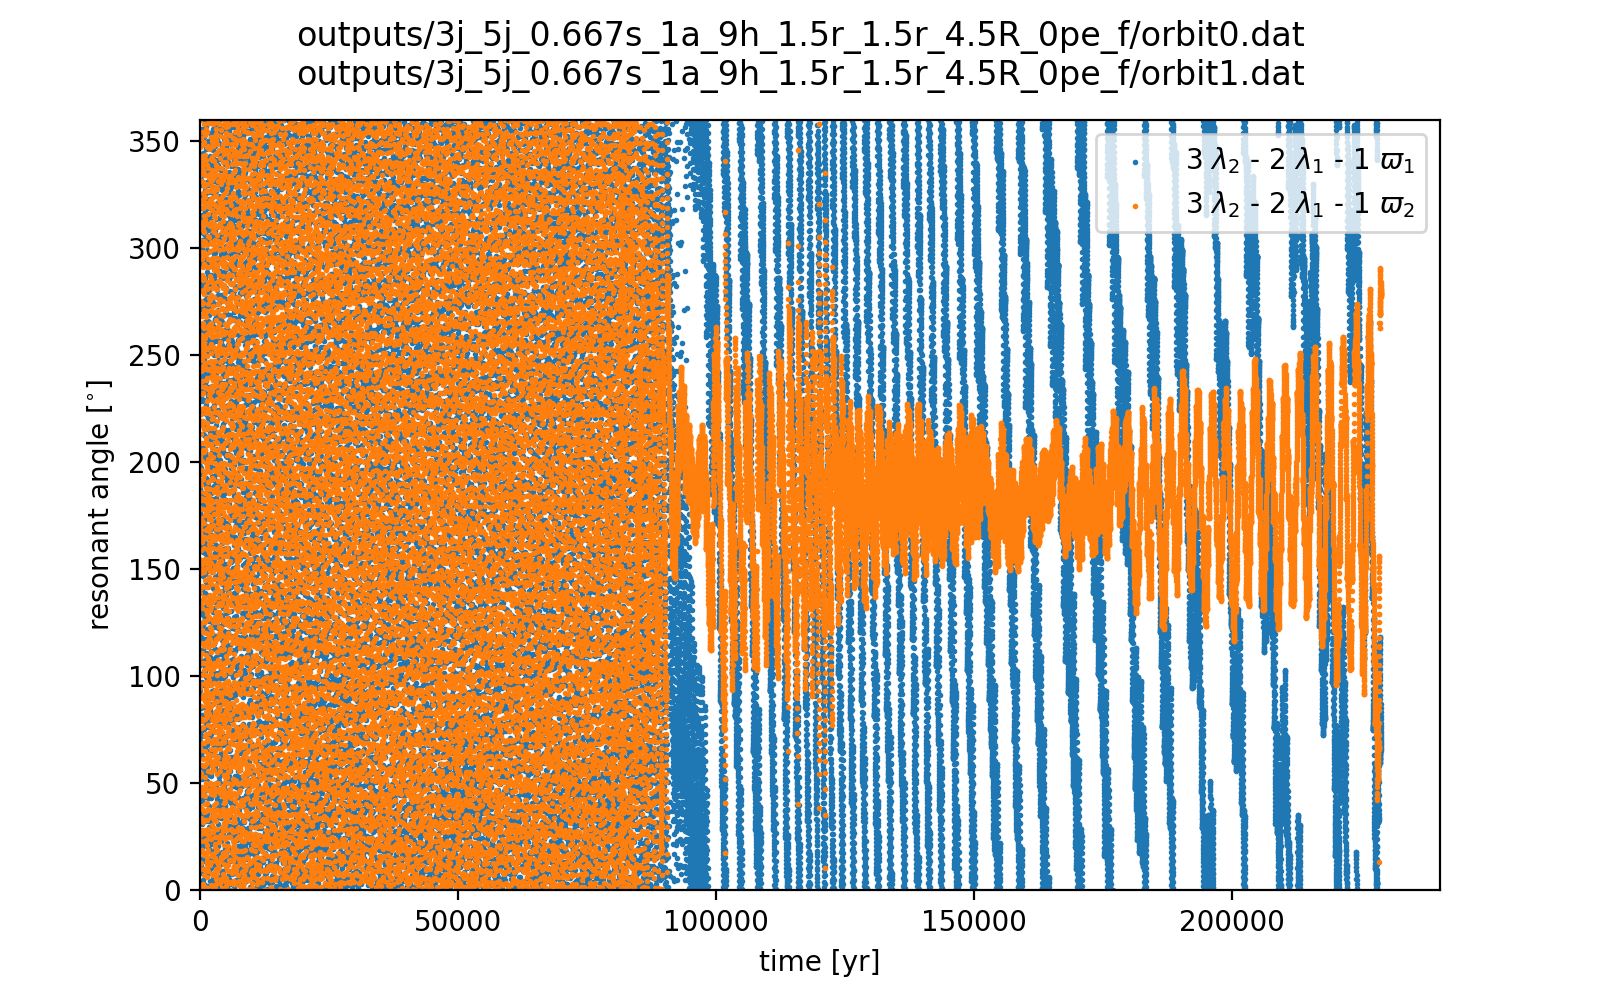 outputs/3j_5j_0.667s_1a_9h_1.5r_1.5r_4.5R_0pe_f/orbit0.dat
outputs/3j_5j_0.667s_1a_9h_1.5r_1.5r_4.5R_0pe_f/orbit1.dat
3 λ₂ - 2 λ₁ - 1 ϖ₁
3 λ₂ - 2 λ₁ - 1 ϖ₂
350
300
250
200
150
100
50
0
resonant angle [°]
0 50000 100000 150000 200000
time [yr]